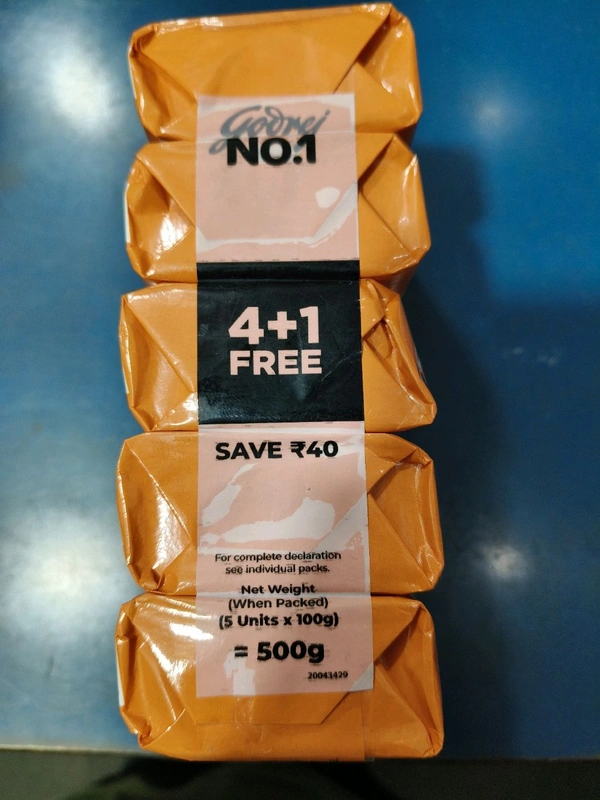 Godrej
NO.1
4+1
FREE
SAVE ₹40
For complete declaration
see individual packs.
Net Weight
(When Packed)
(5 Units x 100g)
= 500g
20043429